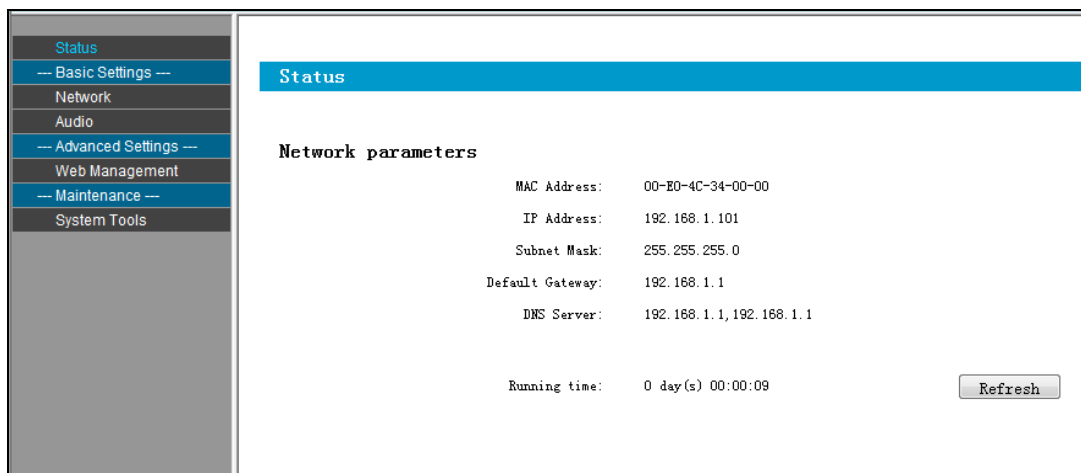 Status
--- Basic Settings ---
Network
Audio
--- Advanced Settings ---
Web Management
--- Maintenance ---
System Tools
Status
Network parameters
MAC Address: 00-E0-4C-34-00-00
IP Address: 192.168.1.101
Subnet Mask: 255.255.255.0
Default Gateway: 192.168.1.1
DNS Server: 192.168.1.1,192.168.1.1
Running time: 0 day(s) 00:00:09 Refresh